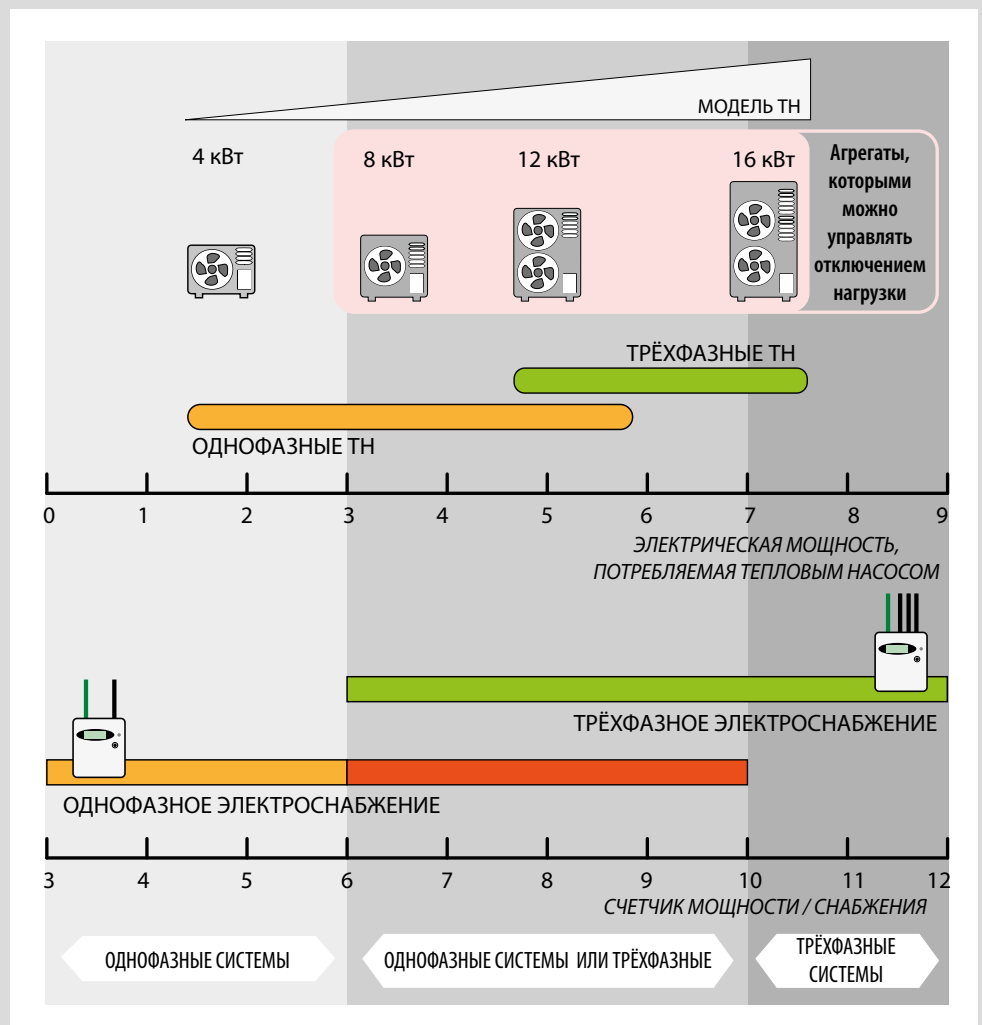 МОДЕЛЬ ТН
4 кВт
8 кВт
12 кВт
16 кВт
Агрегаты,
которыми
можно
управлять
отключением
нагрузки
ТРЁХФАЗНЫЕ ТН
ОДНОФАЗНЫЕ ТН
0 1 2 3 4 5 6 7 8 9
ЭЛЕКТРИЧЕСКАЯ МОЩНОСТЬ,
ПОТРЕБЛЯЕМАЯ ТЕПЛОВЫМ НАСОСОМ
ТРЁХФАЗНОЕ ЭЛЕКТРОСНАБЖЕНИЕ
ОДНОФАЗНОЕ ЭЛЕКТРОСНАБЖЕНИЕ
3 4 5 6 7 8 9 10 11 12
СЧЕТЧИК МОЩНОСТИ / СНАБЖЕНИЯ
ОДНОФАЗНЫЕ СИСТЕМЫ
ОДНОФАЗНЫЕ СИСТЕМЫ ИЛИ ТРЁХФАЗНЫЕ
ТРЁХФАЗНЫЕ
СИСТЕМЫ